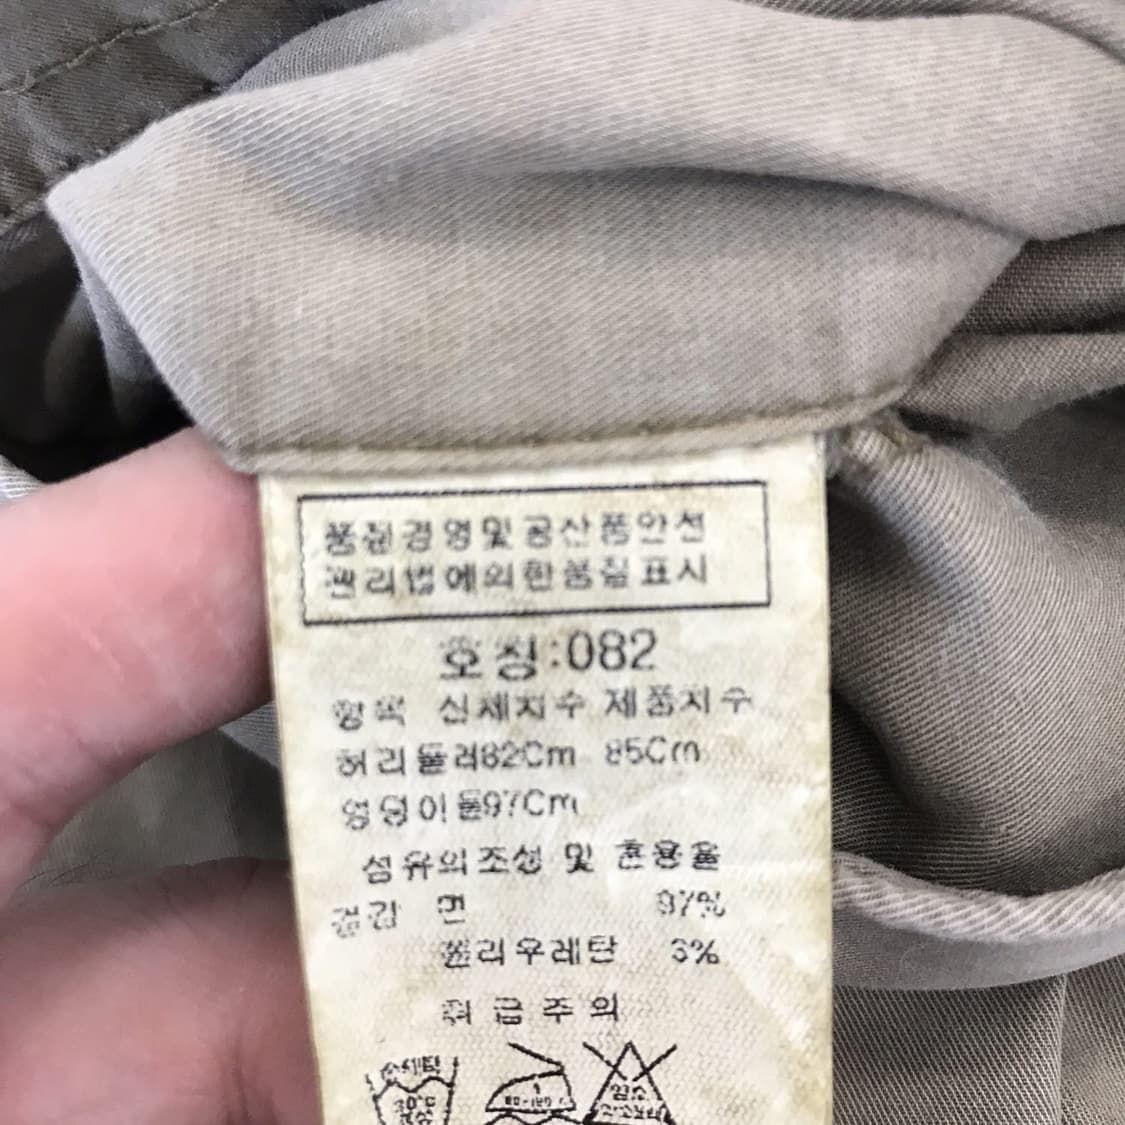 품질경영및공산품안전
관리법에의한품질표시
호칭:082
항목 신체치수 제품치수
허리둘레82Cm 85Cm
엉덩이둘97Cm
섬유의조성 및 혼용율
겉감 면 97%
폴리우레탄 3%
취급주의